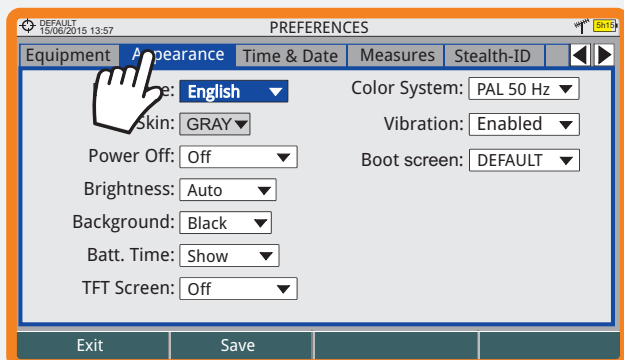 DEFAULT
15/06/2015 13:57
PREFERENCES
5h15
Equipment Appearance Time & Date Measures Stealth-ID
English
Color System: PAL 50 Hz
Skin: GRAY
Vibration: Enabled
Power Off: Off
Boot screen: DEFAULT
Brightness: Auto
Background: Black
Batt. Time: Show
TFT Screen: Off
Exit Save